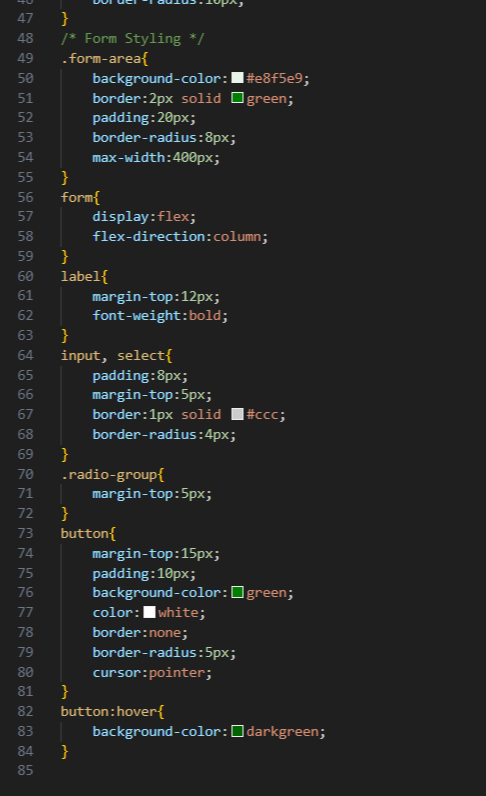 46 border-radius:10px;
47 }
48 /* Form Styling */
49 .form-area{
50 background-color:#e8f5e9;
51 border:2px solid green;
52 padding:20px;
53 border-radius:8px;
54 max-width:400px;
55 }
56 form{
57 display:flex;
58 flex-direction:column;
59 }
60 label{
61 margin-top:12px;
62 font-weight:bold;
63 }
64 input, select{
65 padding:8px;
66 margin-top:5px;
67 border:1px solid #ccc;
68 border-radius:4px;
69 }
70 .radio-group{
71 margin-top:5px;
72 }
73 button{
74 margin-top:15px;
75 padding:10px;
76 background-color:green;
77 color:white;
78 border:none;
79 border-radius:5px;
80 cursor:pointer;
81 }
82 button:hover{
83 background-color:darkgreen;
84 }
85